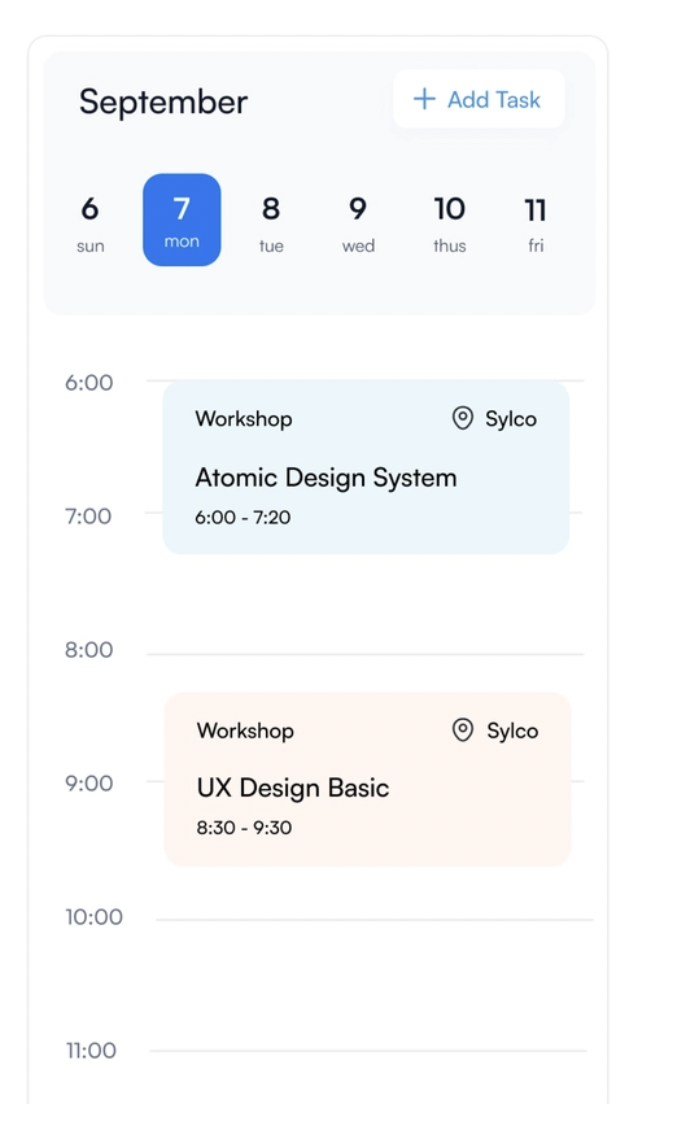 September + Add Task
6 7 8 9 10 11
sun mon tue wed thus fri
6:00
Workshop Sylco
Atomic Design System
7:00 6:00 - 7:20
8:00
Workshop Sylco
9:00 UX Design Basic
8:30 - 9:30
10:00
11:00